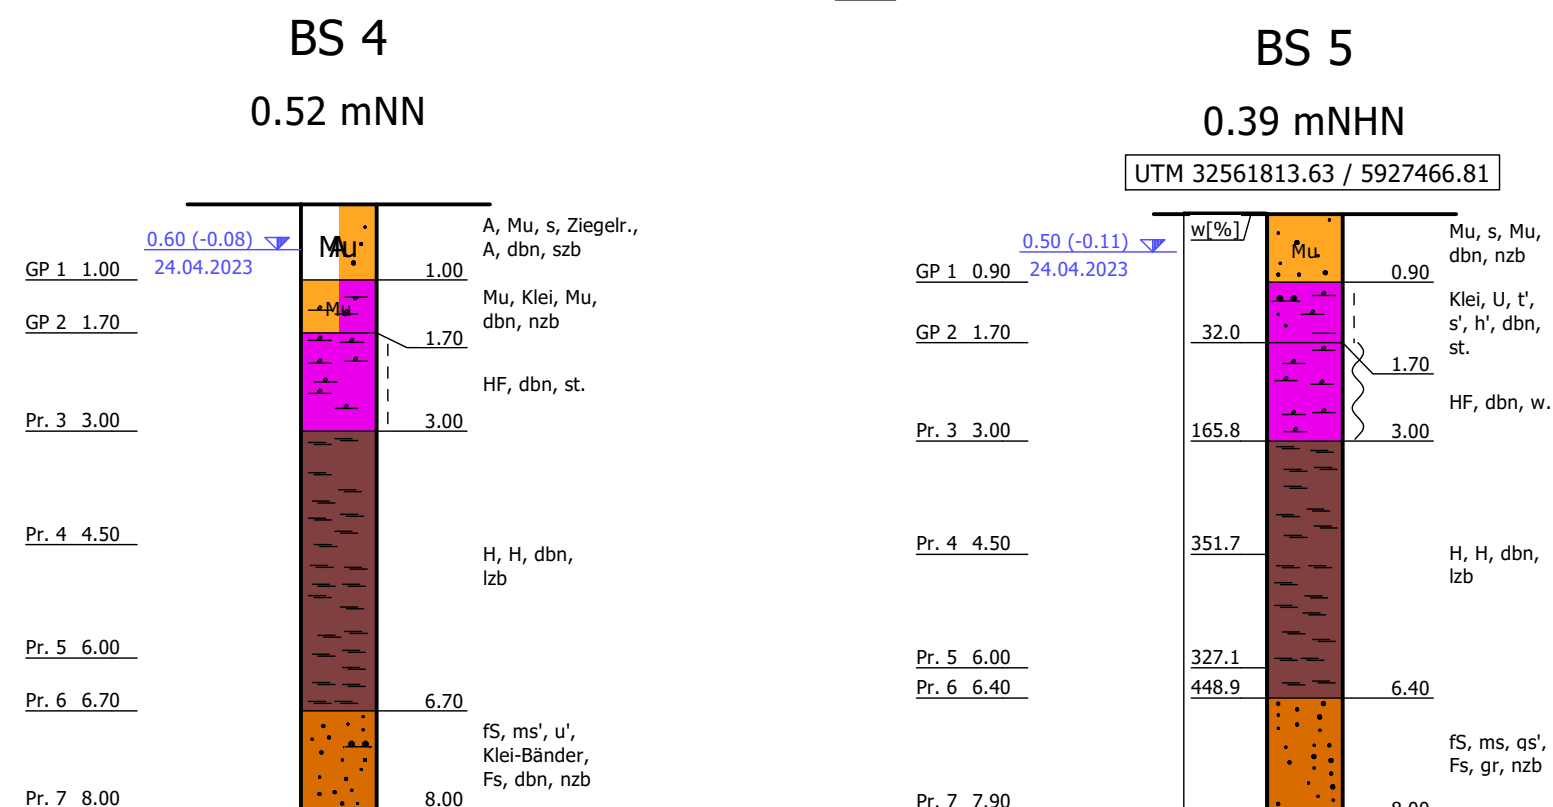 BS 4
0.52 mNN
0.60 (-0.08)
24.04.2023
Mu
A
A, Mu, s, Ziegelr.,
A, dbn, szb
GP 1 1.00
1.00
Mu
Mu, Klei, Mu,
dbn, nzb
GP 2 1.70
1.70
HF, dbn, st.
Pr. 3 3.00
3.00
Pr. 4 4.50
H, H, dbn,
lzb
Pr. 5 6.00
Pr. 6 6.70
6.70
fS, ms', u',
Klei-Bänder,
Fs, dbn, nzb
Pr. 7 8.00
8.00
BS 5
0.39 mNHN
UTM 32561813.63 / 5927466.81
w[%]
0.50 (-0.11)
24.04.2023
Mu
Mu, s, Mu,
dbn, nzb
GP 1 0.90
0.90
Klei, U, t',
s', h', dbn,
st.
GP 2 1.70
32.0
1.70
HF, dbn, w.
Pr. 3 3.00
165.8
3.00
Pr. 4 4.50
351.7
H, H, dbn,
lzb
Pr. 5 6.00
327.1
Pr. 6 6.40
448.9
6.40
fS, ms, gs',
Fs, gr, nzb
Pr. 7 7.90
8.00